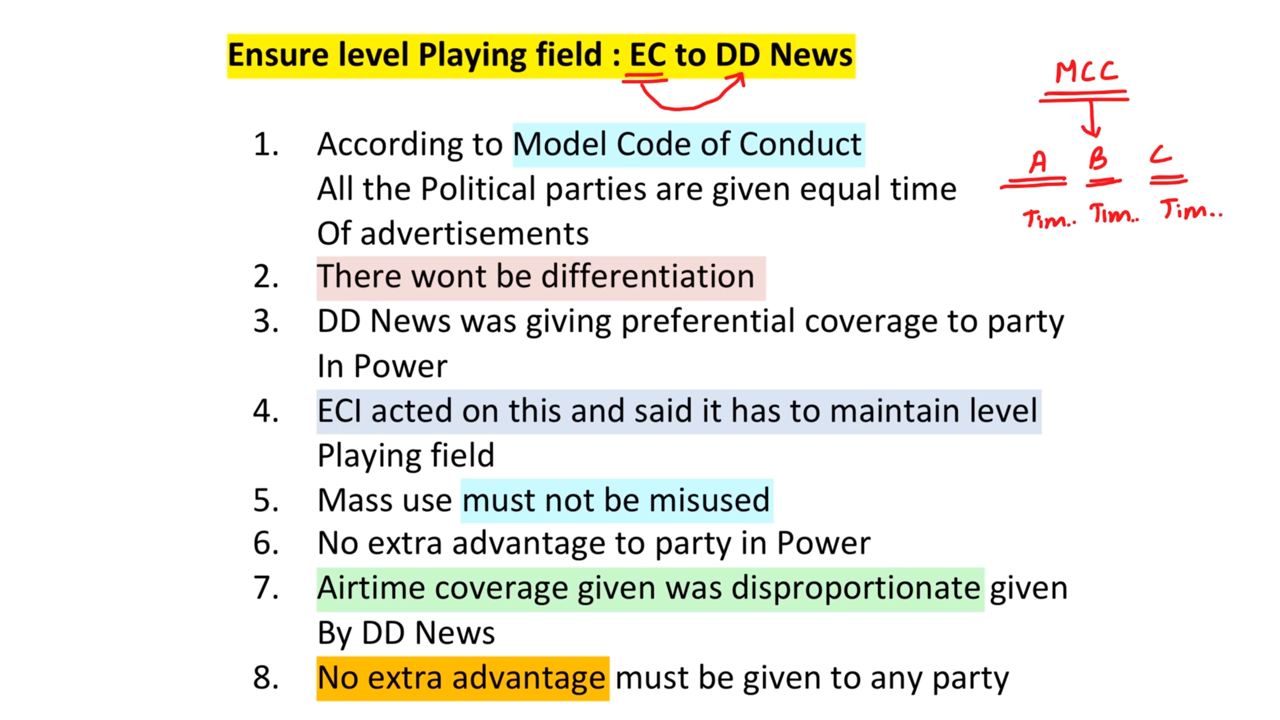 Ensure level Playing field : EC to DD News
MCC
A B C
Tim.. Tim.. Tim..
1. According to Model Code of Conduct
All the Political parties are given equal time
Of advertisements
2. There wont be differentiation
3. DD News was giving preferential coverage to party
In Power
4. ECI acted on this and said it has to maintain level
Playing field
5. Mass use must not be misused
6. No extra advantage to party in Power
7. Airtime coverage given was disproportionate given
By DD News
8. No extra advantage must be given to any party